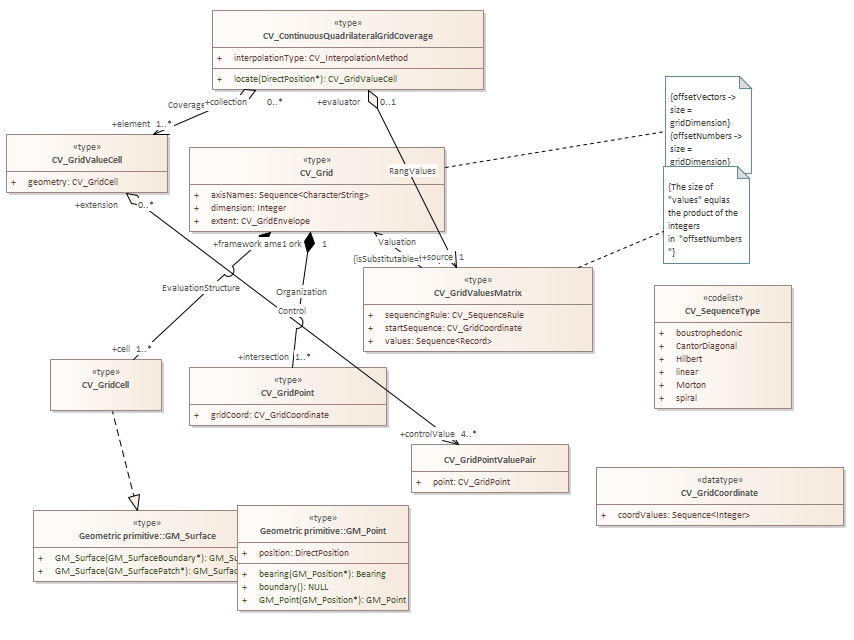 «type»
CV_ContinuousQuadrilateralGridCoverage
+ interpolationType: CV_InterpolationMethod
+ locate(DirectPosition*): CV_GridValueCell
Coverage
+collection
0..*
+evaluator
0..1
+element 1..*
«type»
CV_GridValueCell
+ geometry: CV_GridCell
+extension
0..*
«type»
CV_Grid
+ axisNames: Sequence<CharacterString>
+ dimension: Integer
+ extent: CV_GridEnvelope
RangValues
{offsetVectors ->
size =
gridDimension}
{offsetNumbers ->
size =
gridDimension}
{The size of
"values" equlas
the product of the
integers
in "offsetNumbers
"}
+framework
1
1
Valuation
+source 1
EvaluationStructure
Organization
Control
«type»
CV_GridValuesMatrix
+ sequencingRule: CV_SequenceRule
+ startSequence: CV_GridCoordinate
+ values: Sequence<Record>
«codelist»
CV_SequenceType
+ boustrophedonic
+ CantorDiagonal
+ Hilbert
+ linear
+ Morton
+ spiral
+cell 1..*
+intersection 1..*
«type»
CV_GridCell
«type»
CV_GridPoint
+ gridCoord: CV_GridCoordinate
+controlValue 4..*
CV_GridPointValuePair
+ point: CV_GridPoint
«datatype»
CV_GridCoordinate
+ coordValues: Sequence<Integer>
«type»
Geometric primitive::GM_Surface
+ GM_Surface(GM_SurfaceBoundary*): GM_Su
+ GM_Surface(GM_SurfacePatch*): GM_Surfac
«type»
Geometric primitive::GM_Point
+ position: DirectPosition
+ bearing(GM_Position*): Bearing
+ boundary(): NULL
+ GM_Point(GM_Position*): GM_Point